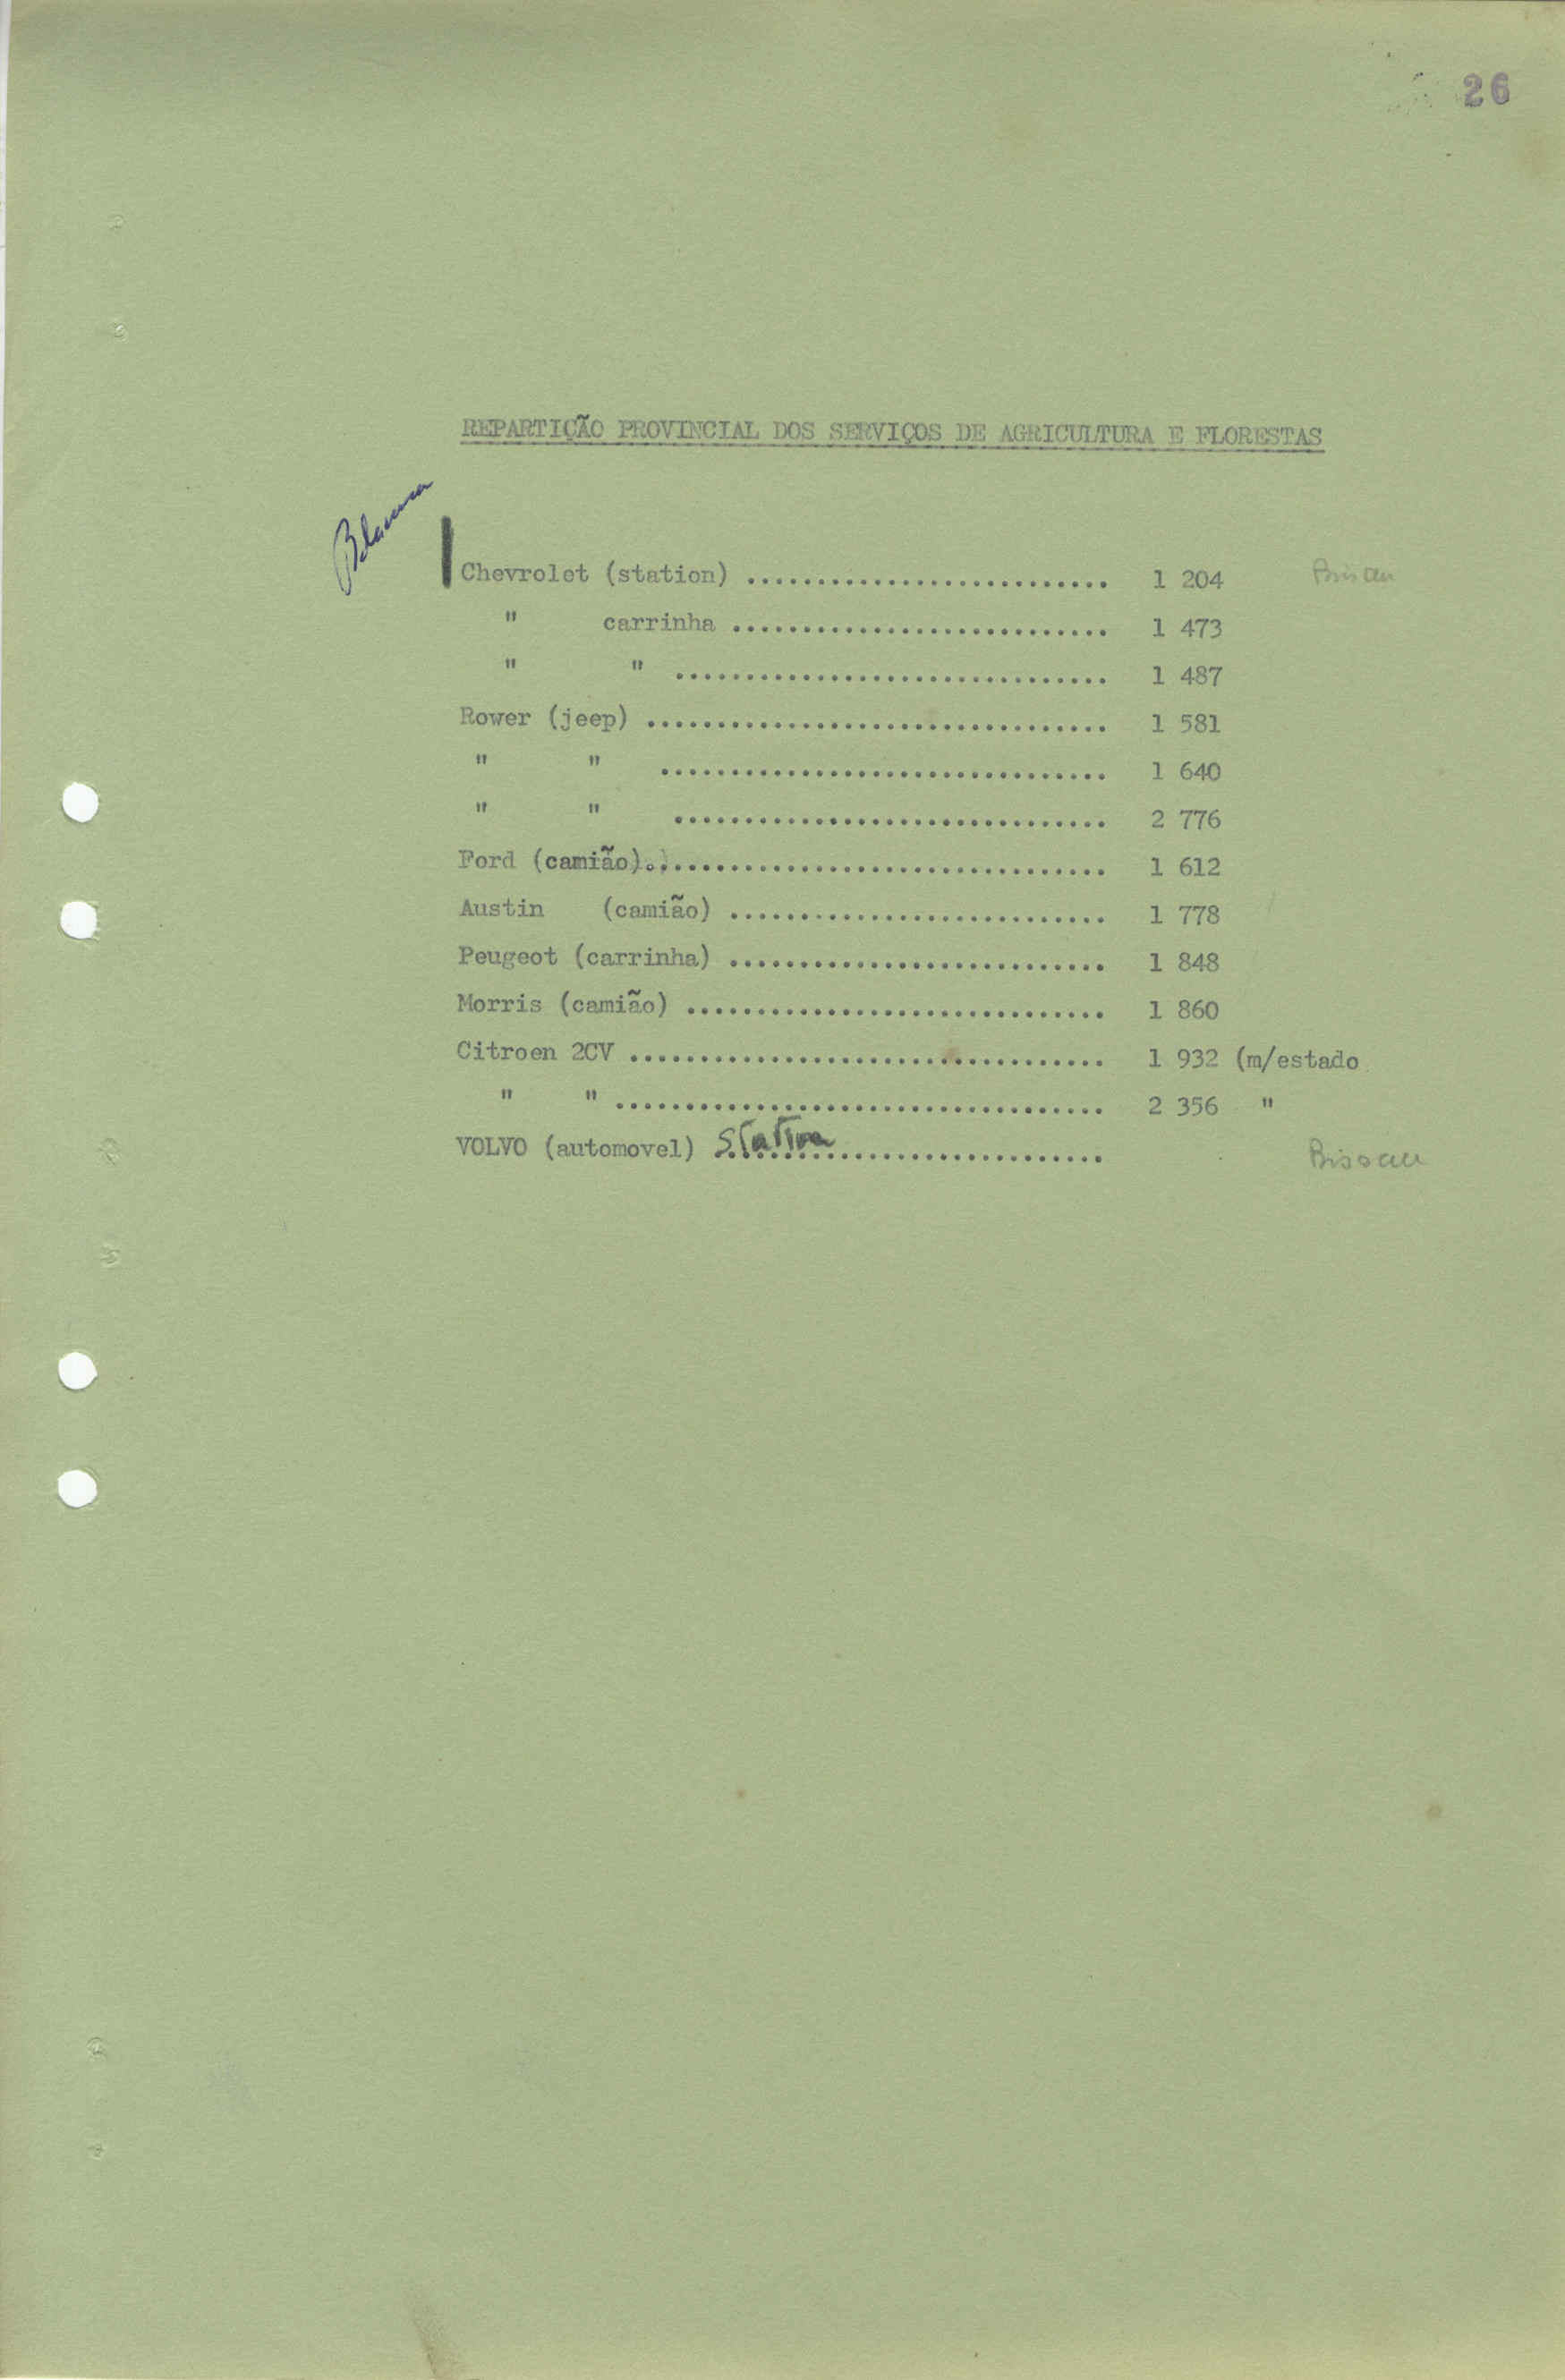 26
REPARTIÇÃO PROVINCIAL DOS SERVIÇOS DE AGRICULTURA E FLORESTAS
Chevrolet (station) .......................... 1 204
" carrinha ........................... 1 473
" " ............................... 1 487
Rower (jeep) ................................. 1 581
" " ................................ 1 640
" " ............................... 2 776
Ford (camião)................................. 1 612
Austin (camião) ........................... 1 778
Peugeot (carrinha) ........................... 1 848
Morris (camião) .............................. 1 860
Citroen 2CV .................................. 1 932 (m/estado
" " ................................... 2 356 "
VOLVO (automovel) ............................ Bissau